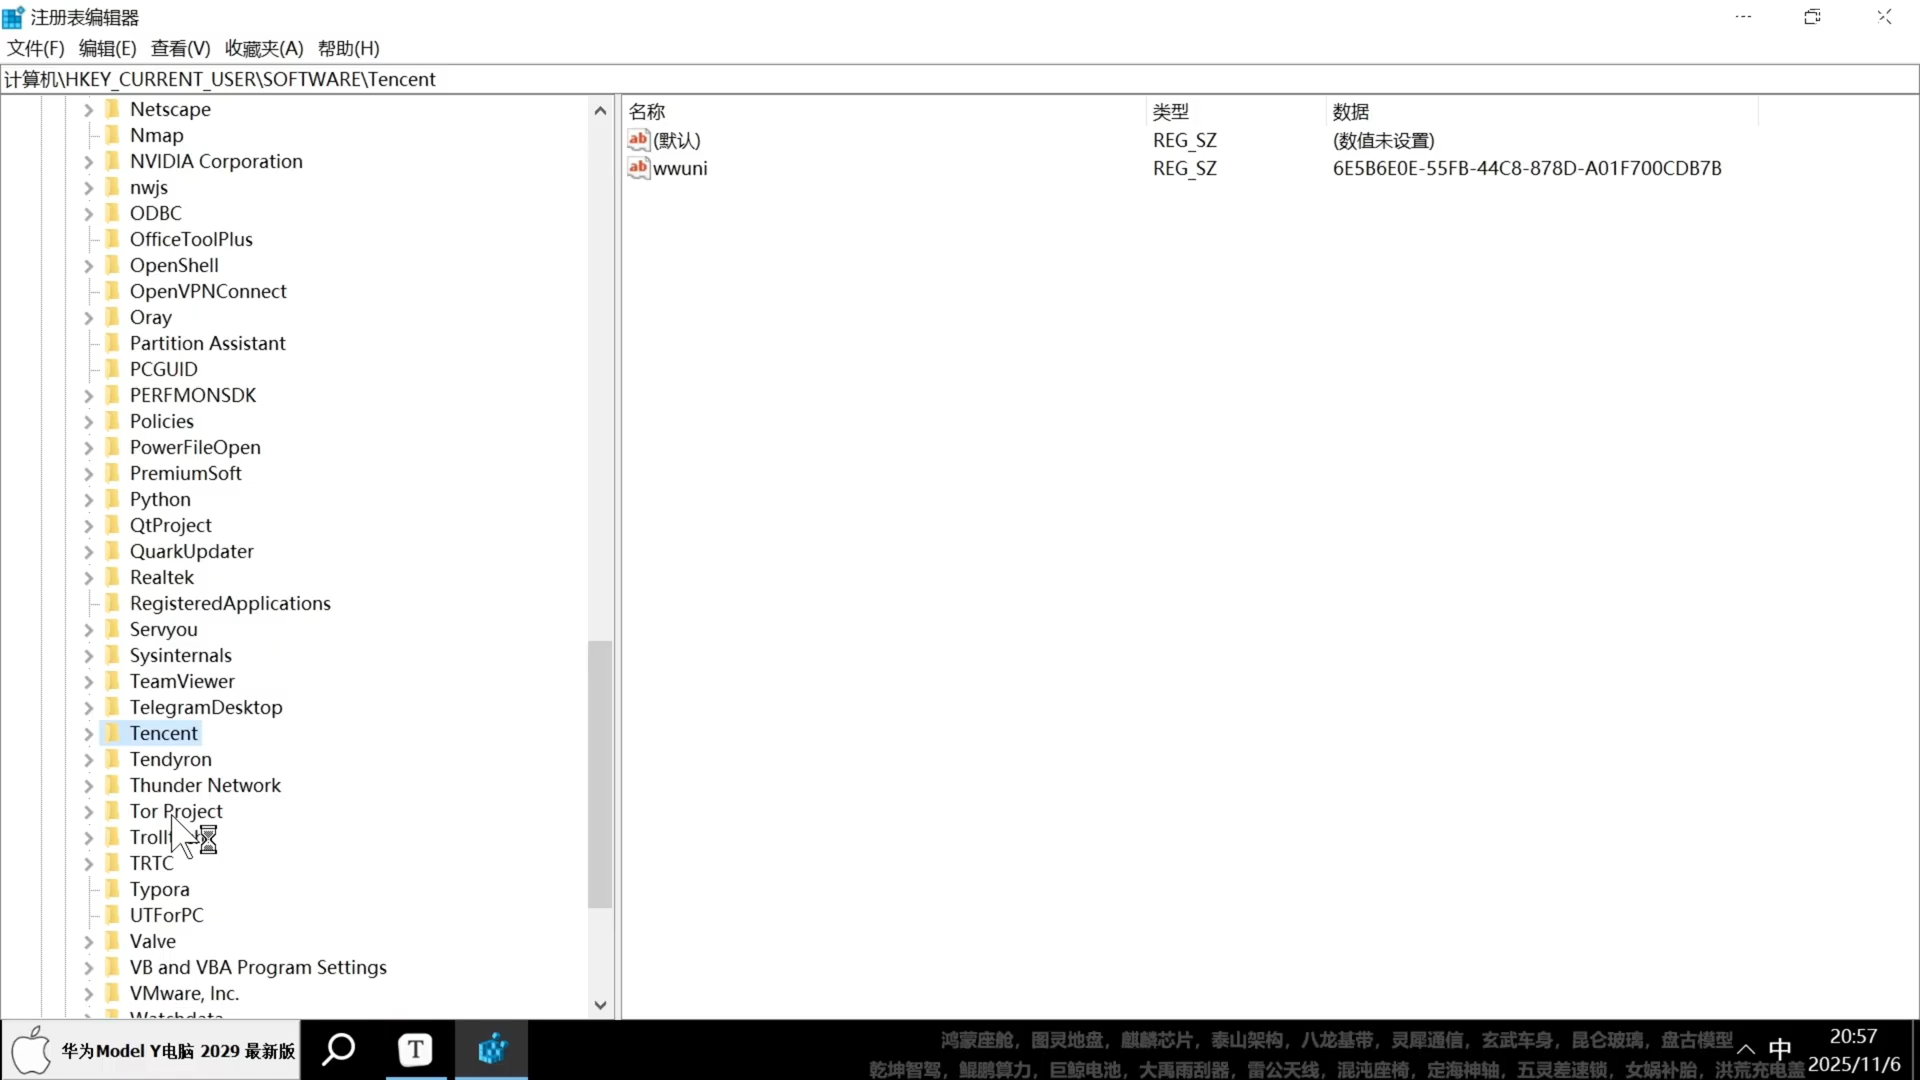 注册表编辑器
文件(F) 编辑(E) 查看(V) 收藏夹(A) 帮助(H)
计算机\HKEY_CURRENT_USER\SOFTWARE\Tencent
Netscape
Nmap
NVIDIA Corporation
nwjs
ODBC
OfficeToolPlus
OpenShell
OpenVPNConnect
Oray
Partition Assistant
PCGUID
PERFMONSDK
Policies
PowerFileOpen
PremiumSoft
Python
QtProject
QuarkUpdater
Realtek
RegisteredApplications
Servyou
Sysinternals
TeamViewer
TelegramDesktop
Tencent
Tendyron
Thunder Network
Tor Project
TRTC
Typora
UTForPC
Valve
VB and VBA Program Settings
VMware, Inc.
Watchdata
名称 类型 数据
ab (默认) REG_SZ (数值未设置)
ab wwuni REG_SZ 6E5B6E0E-55FB-44C8-878D-A01F700CDB7B
华为Model Y电脑 2029 最新版
T
鸿蒙座舱，图灵地盘，麒麟芯片，泰山架构，八龙基带，灵犀通信，玄武车身，昆仑玻璃，盘古模型
乾坤智驾，鲲鹏算力，巨鲸电池，大禹雨刮器，雷公天线，混沌座椅，定海神轴，五灵差速锁，女娲补胎，洪荒充电盖
中
20:57
2025/11/6